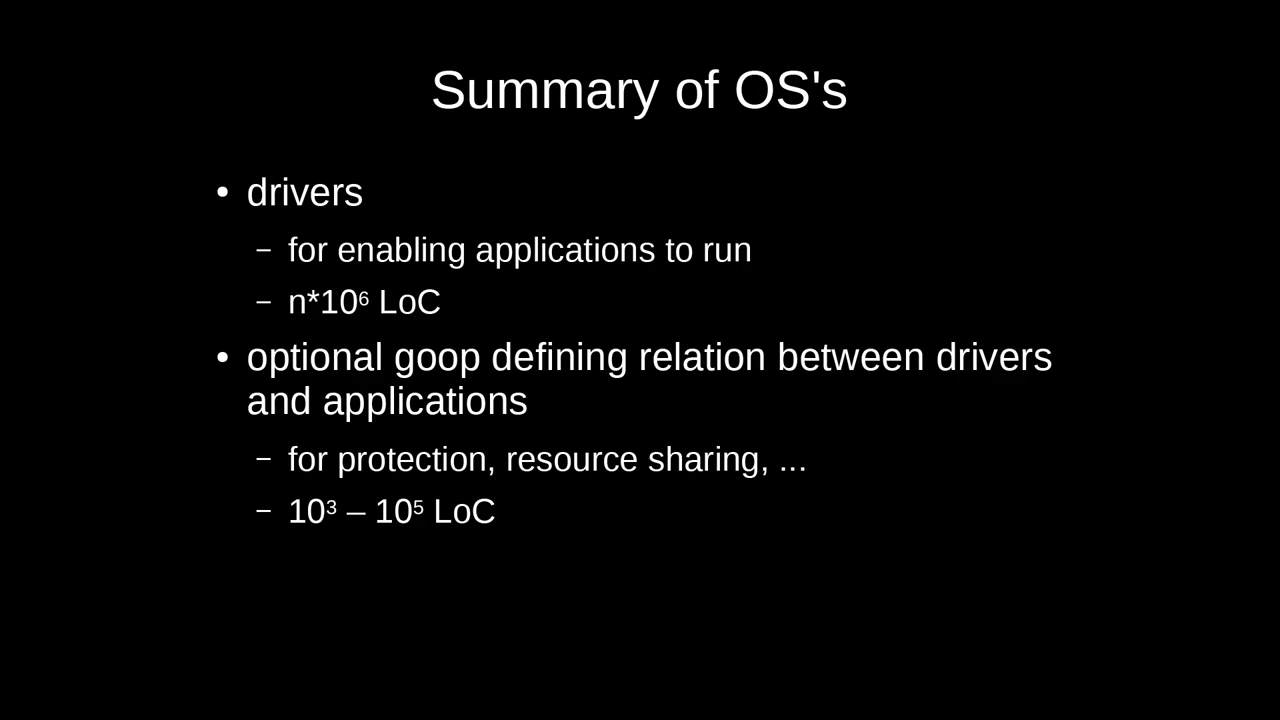 Summary of OS's
• drivers
– for enabling applications to run
– n*10⁶ LoC
• optional goop defining relation between drivers
and applications
– for protection, resource sharing, ...
– 10³ – 10⁵ LoC